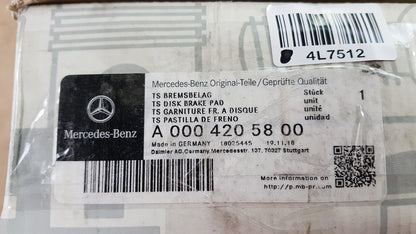 4L7512
Mercedes-Benz Original-Teile / Geprüfte Qualität
TS BREMSBELAG Stück 1
TS DISK BRAKE PAD unit
TS GARNITURE FR. A DISQUE unité
TS PASTILLA DE FRENO unidad
Mercedes-Benz
A 000 420 58 00
Made in GERMANY 18025445 19.11.18
Daimler AG, Germany, Mercedesstr. 137, 70327 Stuttgart
More information on
http://p.mb-pr.com